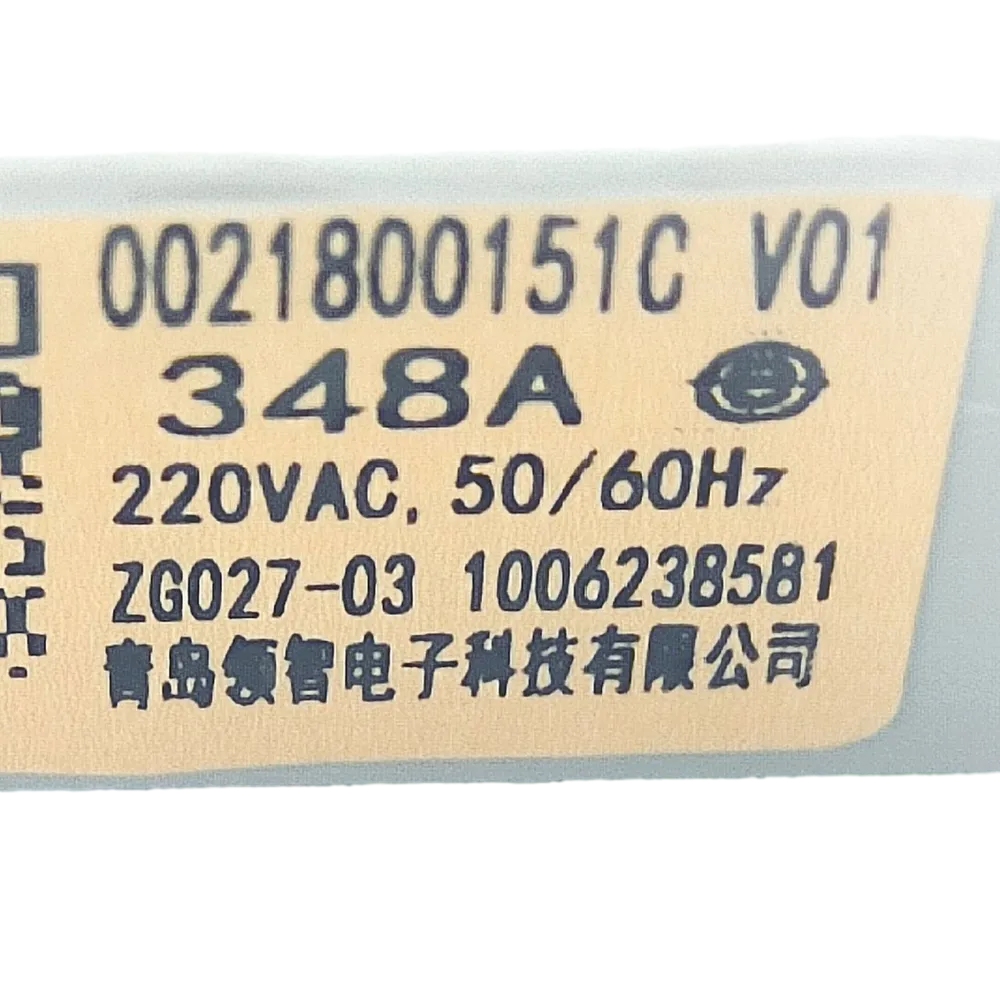 0021800151C V01
348A
220VAC, 50/60Hz
ZG027-03 1006238581
青岛领智电子科技有限公司